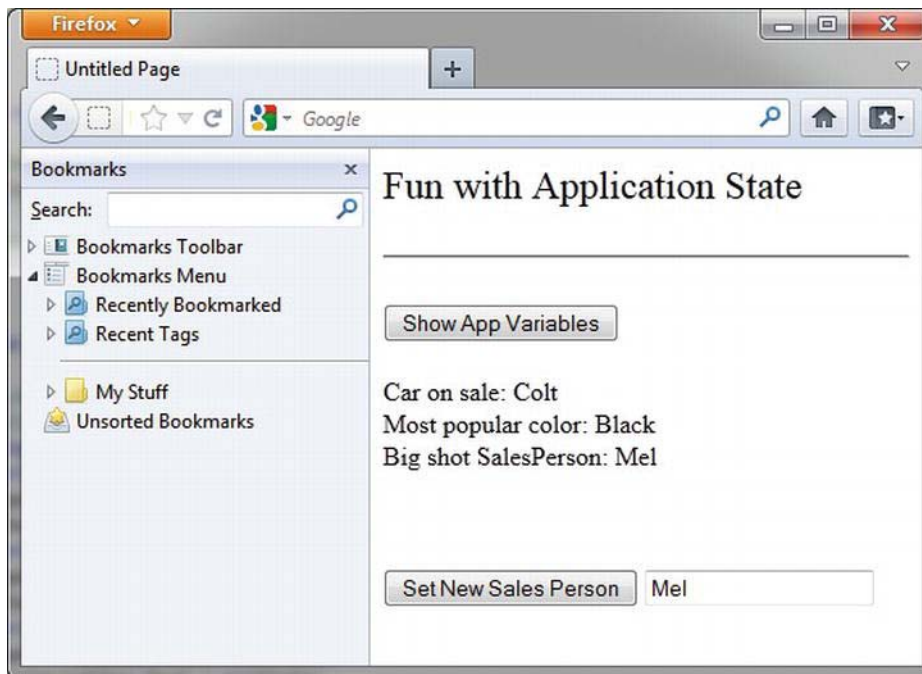 Firefox
Untitled Page
Google
Bookmarks
Search:
Bookmarks Toolbar
Bookmarks Menu
Recently Bookmarked
Recent Tags
My Stuff
Unsorted Bookmarks
Fun with Application State
Show App Variables
Car on sale: Colt
Most popular color: Black
Big shot SalesPerson: Mel
Set New Sales Person Mel